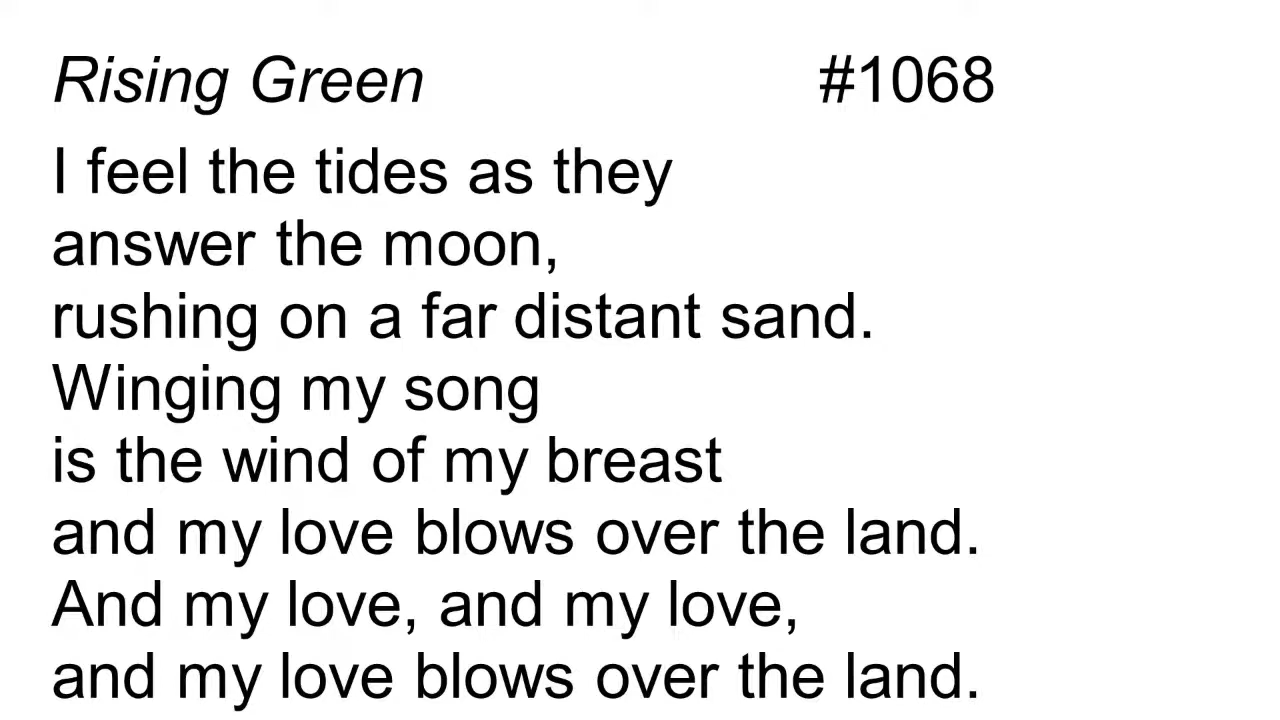 Rising Green #1068
I feel the tides as they
answer the moon,
rushing on a far distant sand.
Winging my song
is the wind of my breast
and my love blows over the land.
And my love, and my love,
and my love blows over the land.